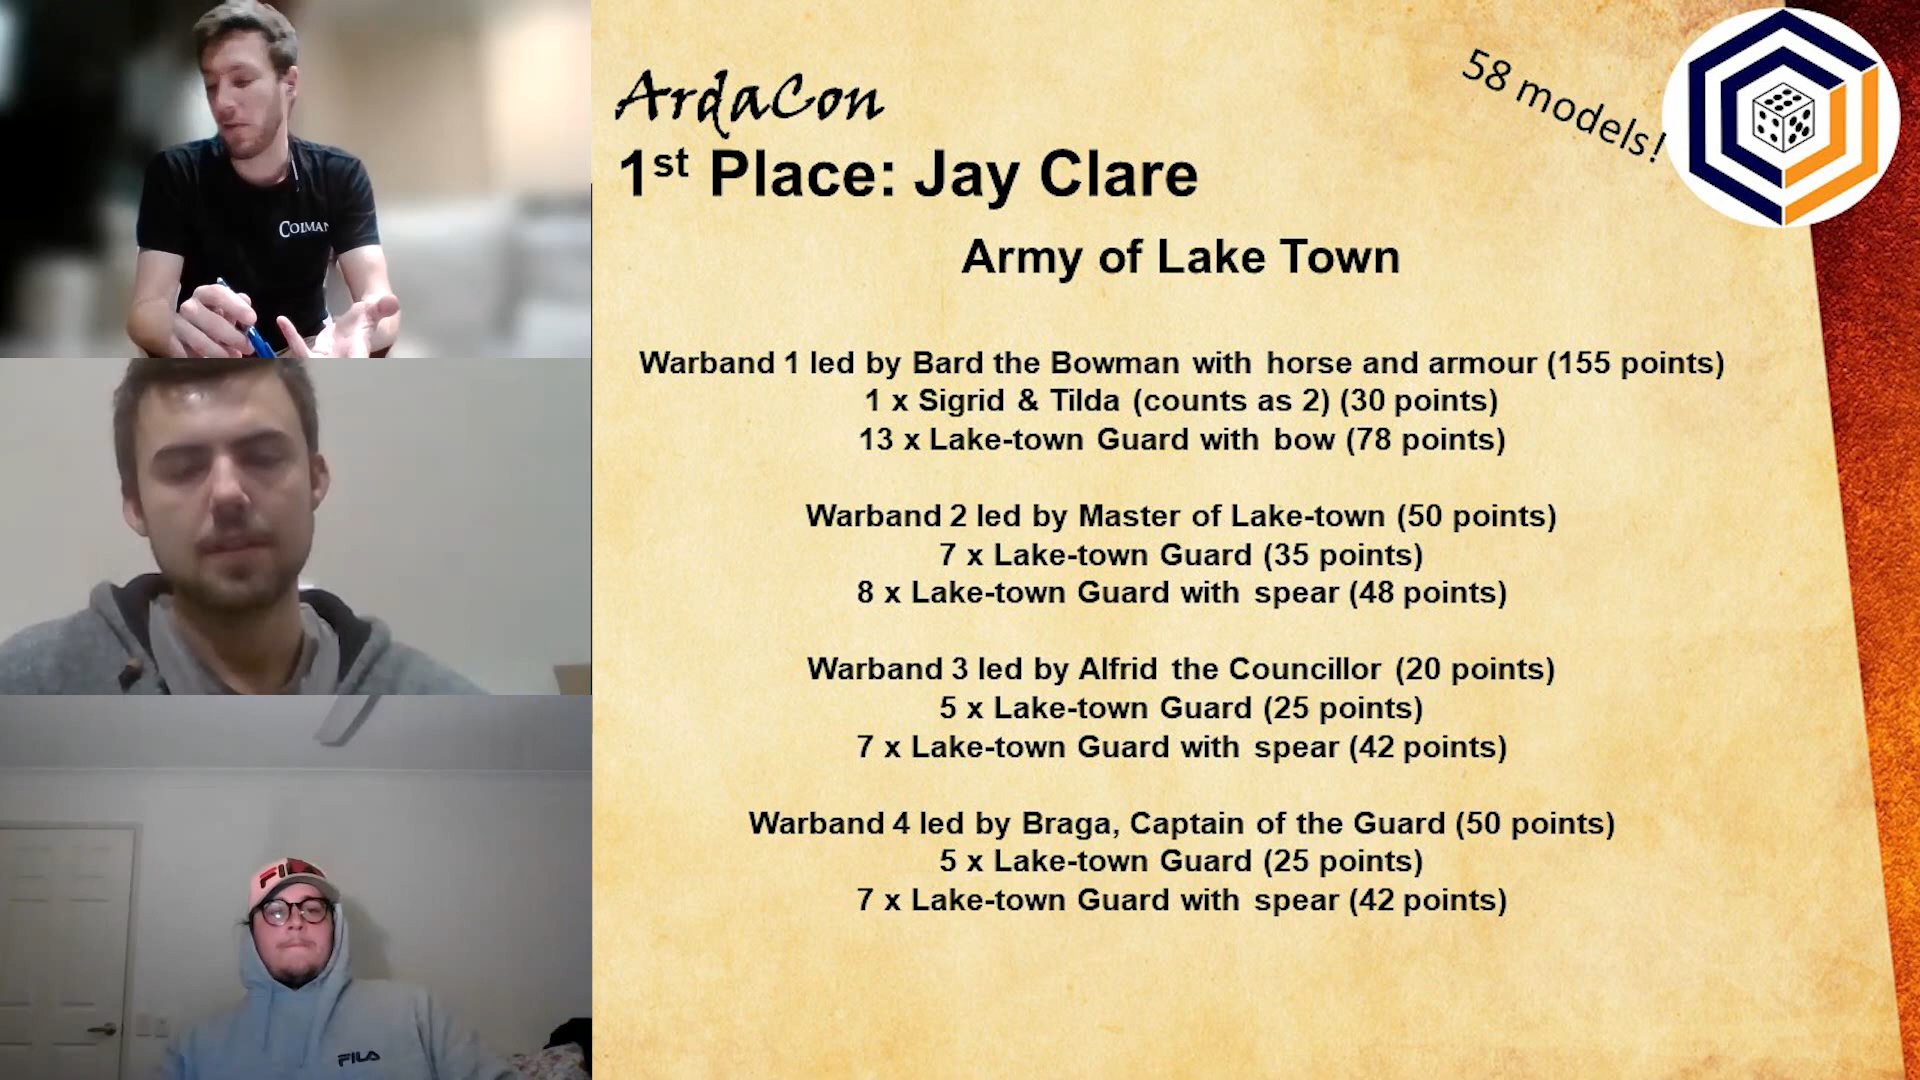 COLMAN
FILA
FILA
ArdaCon
58 models!
1st Place: Jay Clare
Army of Lake Town
Warband 1 led by Bard the Bowman with horse and armour (155 points)
1 x Sigrid & Tilda (counts as 2) (30 points)
13 x Lake-town Guard with bow (78 points)
Warband 2 led by Master of Lake-town (50 points)
7 x Lake-town Guard (35 points)
8 x Lake-town Guard with spear (48 points)
Warband 3 led by Alfrid the Councillor (20 points)
5 x Lake-town Guard (25 points)
7 x Lake-town Guard with spear (42 points)
Warband 4 led by Braga, Captain of the Guard (50 points)
5 x Lake-town Guard (25 points)
7 x Lake-town Guard with spear (42 points)